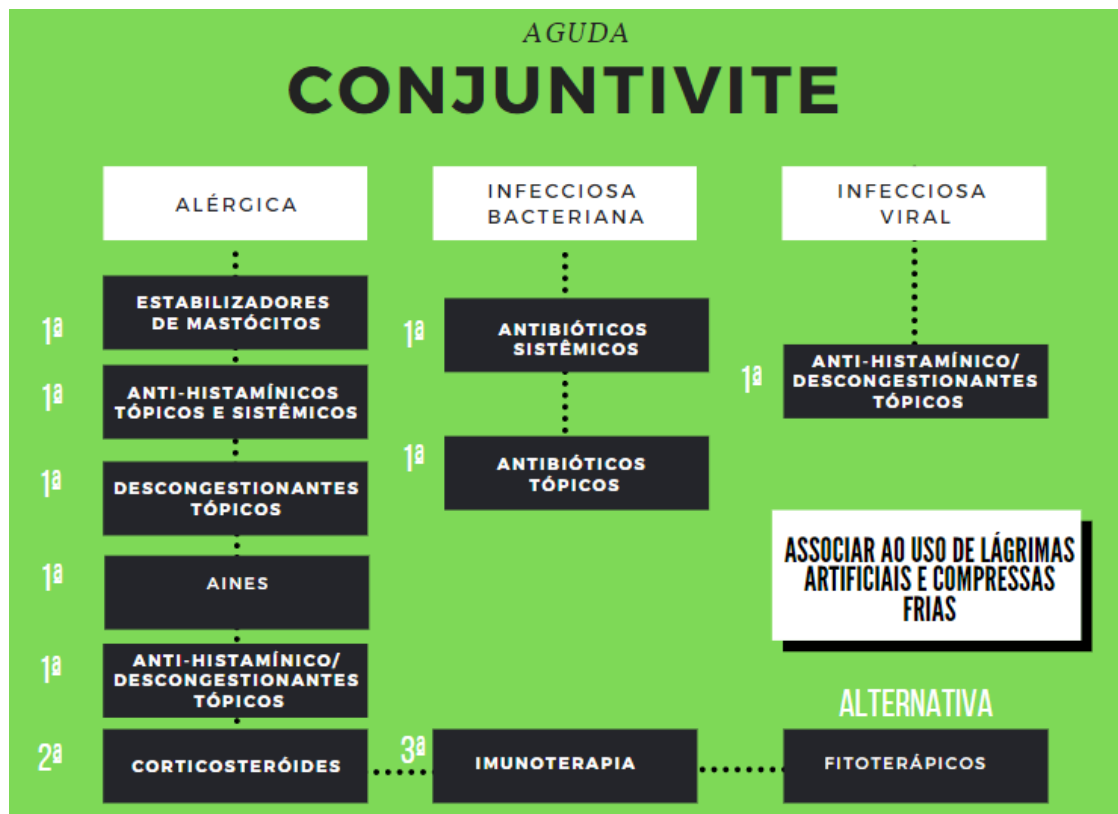 AGUDA
CONJUNTIVITE
ALÉRGICA
1ª
ESTABILIZADORES
DE MASTÓCITOS
1ª
ANTI-HISTAMÍNICOS
TÓPICOS E SISTÊMICOS
1ª
DESCONGESTIONANTES
TÓPICOS
1ª
AINES
1ª
ANTI-HISTAMÍNICO/
DESCONGESTIONANTES
TÓPICOS
2ª
CORTICOSTERÓIDES
INFECCIOSA
BACTERIANA
1ª
ANTIBIÓTICOS
SISTÊMICOS
1ª
ANTIBIÓTICOS
TÓPICOS
3ª
IMUNOTERAPIA
INFECCIOSA
VIRAL
1ª
ANTI-HISTAMÍNICO/
DESCONGESTIONANTES
TÓPICOS
ASSOCIAR AO USO DE LÁGRIMAS
ARTIFICIAIS E COMPRESSAS
FRIAS
ALTERNATIVA
FITOTERÁPICOS